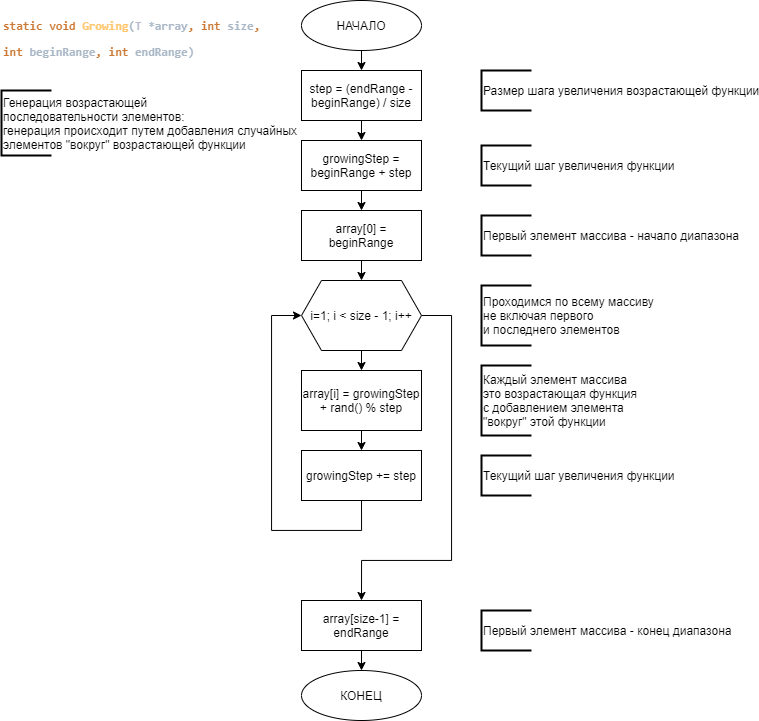 static void Growing(T *array, int size,
int beginRange, int endRange)
НАЧАЛО
Генерация возрастающей
последовательности элементов:
генерация происходит путем добавления случайных
элементов "вокруг" возрастающей функции
step = (endRange -
beginRange) / size
Размер шага увеличения возрастающей функции
growingStep =
beginRange + step
Текущий шаг увеличения функции
array[0] =
beginRange
Первый элемент массива - начало диапазона
i=1; i < size - 1; i++
Проходимся по всему массиву
не включая первого
и последнего элементов
array[i] = growingStep
+ rand() % step
Каждый элемент массива
это возрастающая функция
с добавлением элемента
"вокруг" этой функции
growingStep += step
Текущий шаг увеличения функции
array[size-1] =
endRange
Первый элемент массива - конец диапазона
КОНЕЦ